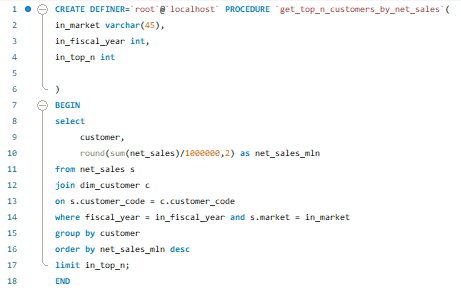 1 CREATE DEFINER=`root`@`localhost` PROCEDURE `get_top_n_customers_by_net_sales`(
2 in_market varchar(45),
3 in_fiscal_year int,
4 in_top_n int
5
6 )
7 BEGIN
8 select
9 customer,
10 round(sum(net_sales)/1000000,2) as net_sales_mln
11 from net_sales s
12 join dim_customer c
13 on s.customer_code = c.customer_code
14 where fiscal_year = in_fiscal_year and s.market = in_market
15 group by customer
16 order by net_sales_mln desc
17 limit in_top_n;
18 END